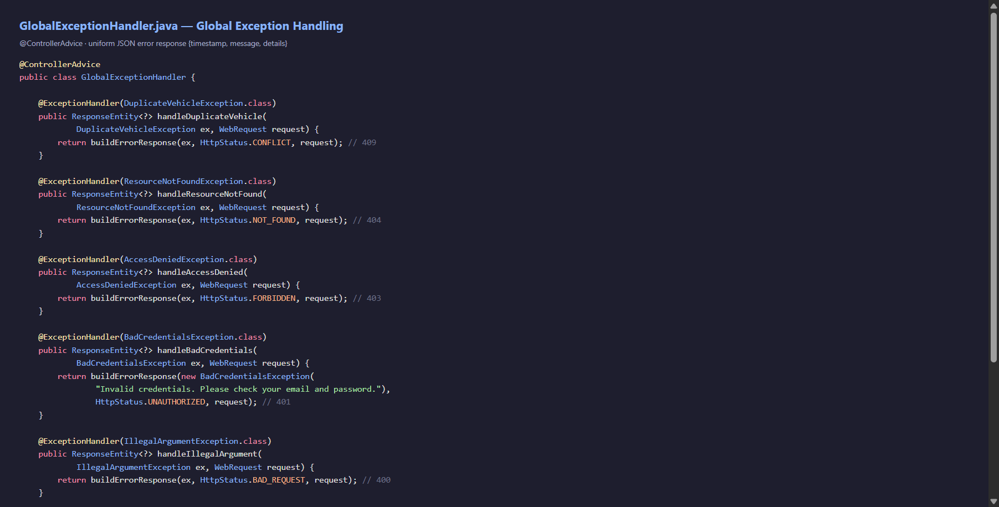 GlobalExceptionHandler.java — Global Exception Handling
@ControllerAdvice · uniform JSON error response {timestamp, message, details}
@ControllerAdvice
public class GlobalExceptionHandler {
    @ExceptionHandler(DuplicateVehicleException.class)
    public ResponseEntity<?> handleDuplicateVehicle(
            DuplicateVehicleException ex, WebRequest request) {
        return buildErrorResponse(ex, HttpStatus.CONFLICT, request); // 409
    }
    @ExceptionHandler(ResourceNotFoundException.class)
    public ResponseEntity<?> handleResourceNotFound(
            ResourceNotFoundException ex, WebRequest request) {
        return buildErrorResponse(ex, HttpStatus.NOT_FOUND, request); // 404
    }
    @ExceptionHandler(AccessDeniedException.class)
    public ResponseEntity<?> handleAccessDenied(
            AccessDeniedException ex, WebRequest request) {
        return buildErrorResponse(ex, HttpStatus.FORBIDDEN, request); // 403
    }
    @ExceptionHandler(BadCredentialsException.class)
    public ResponseEntity<?> handleBadCredentials(
            BadCredentialsException ex, WebRequest request) {
        return buildErrorResponse(new BadCredentialsException(
                "Invalid credentials. Please check your email and password."),
                HttpStatus.UNAUTHORIZED, request); // 401
    }
    @ExceptionHandler(IllegalArgumentException.class)
    public ResponseEntity<?> handleIllegalArgument(
            IllegalArgumentException ex, WebRequest request) {
        return buildErrorResponse(ex, HttpStatus.BAD_REQUEST, request); // 400
    }